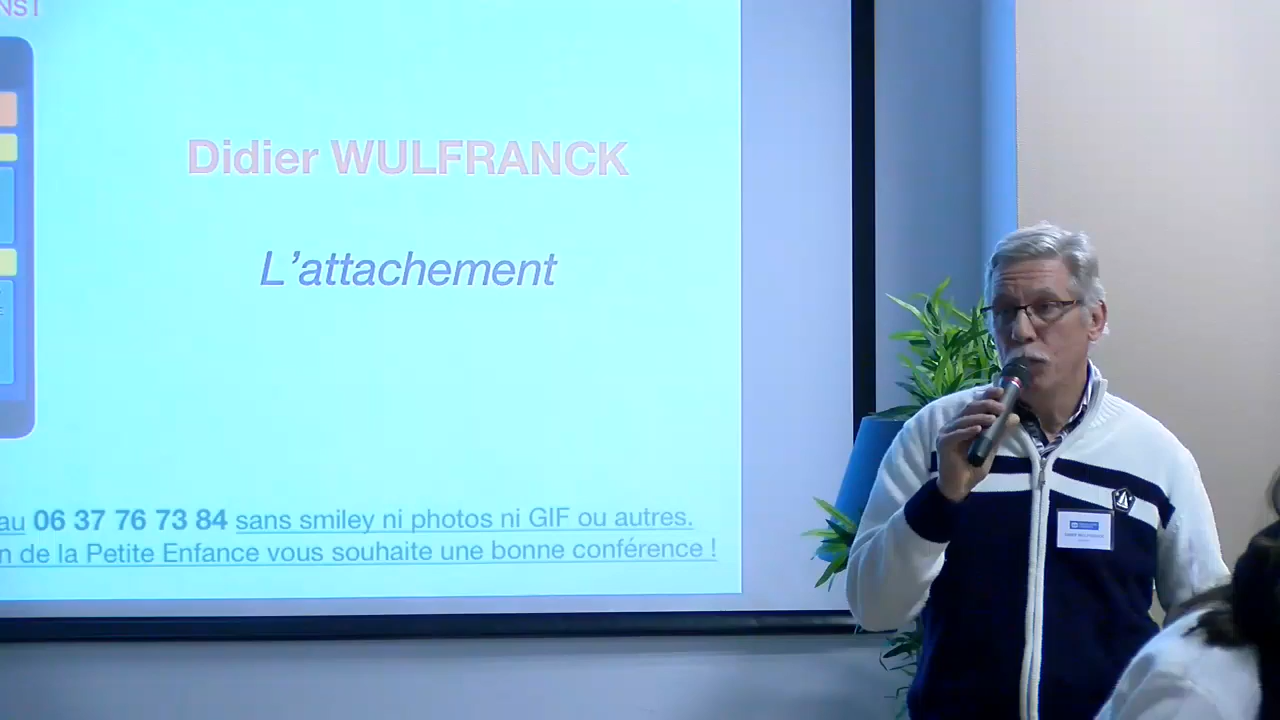 NST
Didier WULFRANCK
L’attachement
au 06 37 76 73 84 sans smiley ni photos ni GIF ou autres.
n de la Petite Enfance vous souhaite une bonne conférence !